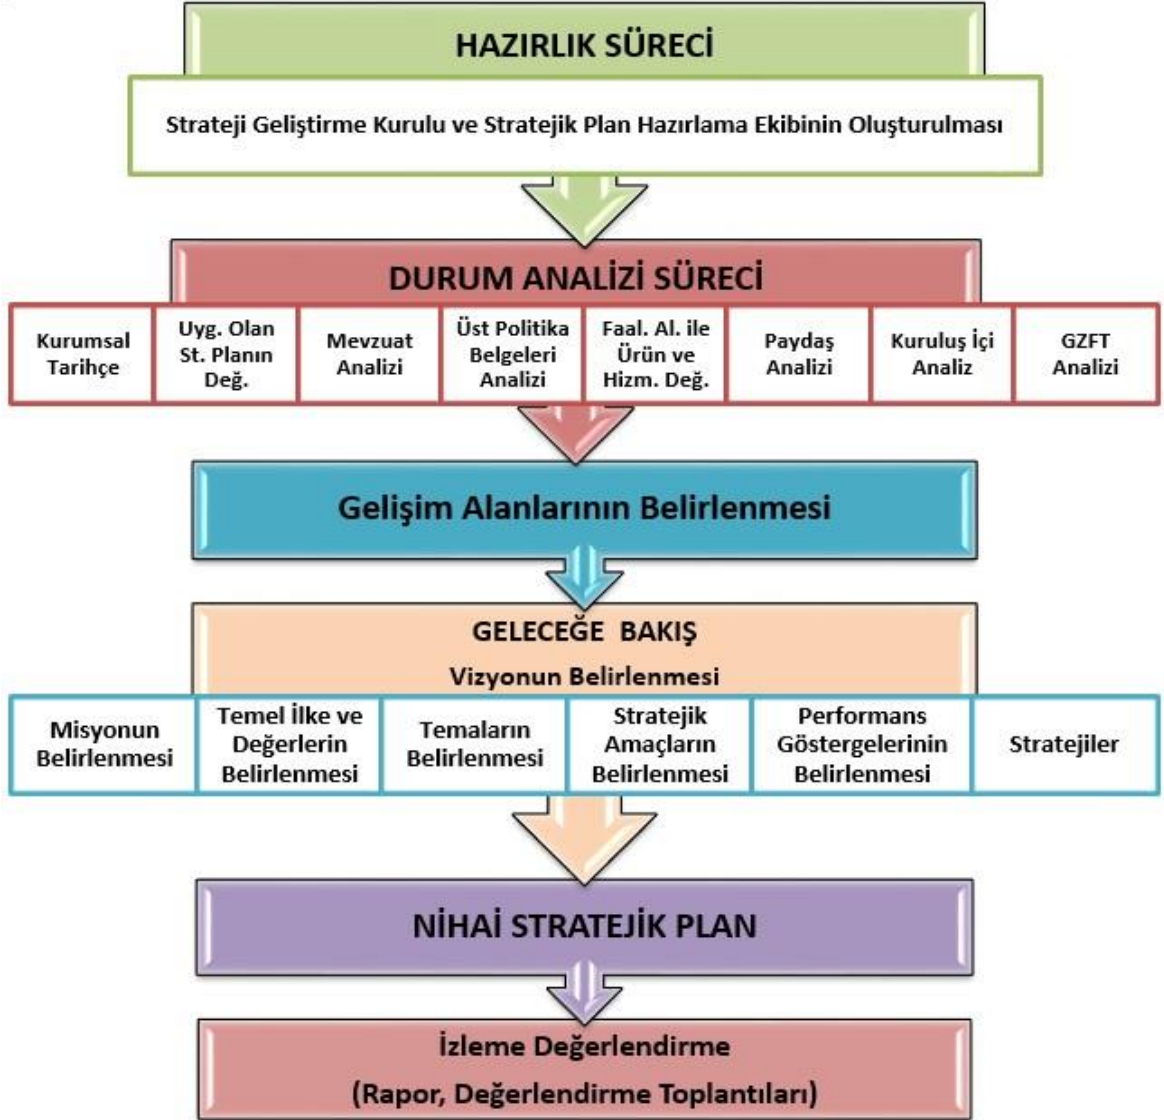 HAZIRLIK SÜRECİ
Strateji Geliştirme Kurulu ve Stratejik Plan Hazırlama Ekibinin Oluşturulması
DURUM ANALİZİ SÜRECİ
Kurumsal
Tarihçe
Uyg. Olan
St. Planın
Değ.
Mevzuat
Analizi
Üst Politika
Belgeleri
Analizi
Faal. Al. ile
Ürün ve
Hizm. Değ.
Paydaş
Analizi
Kuruluş İçi
Analiz
GZFT
Analizi
Gelişim Alanlarının Belirlenmesi
GELECEĞE BAKIŞ
Vizyonun Belirlenmesi
Misyonun
Belirlenmesi
Temel İlke ve
Değerlerin
Belirlenmesi
Temaların
Belirlenmesi
Stratejik
Amaçların
Belirlenmesi
Performans
Göstergelerinin
Belirlenmesi
Stratejiler
NİHAİ STRATEJİK PLAN
İzleme Değerlendirme
(Rapor, Değerlendirme Toplantıları)